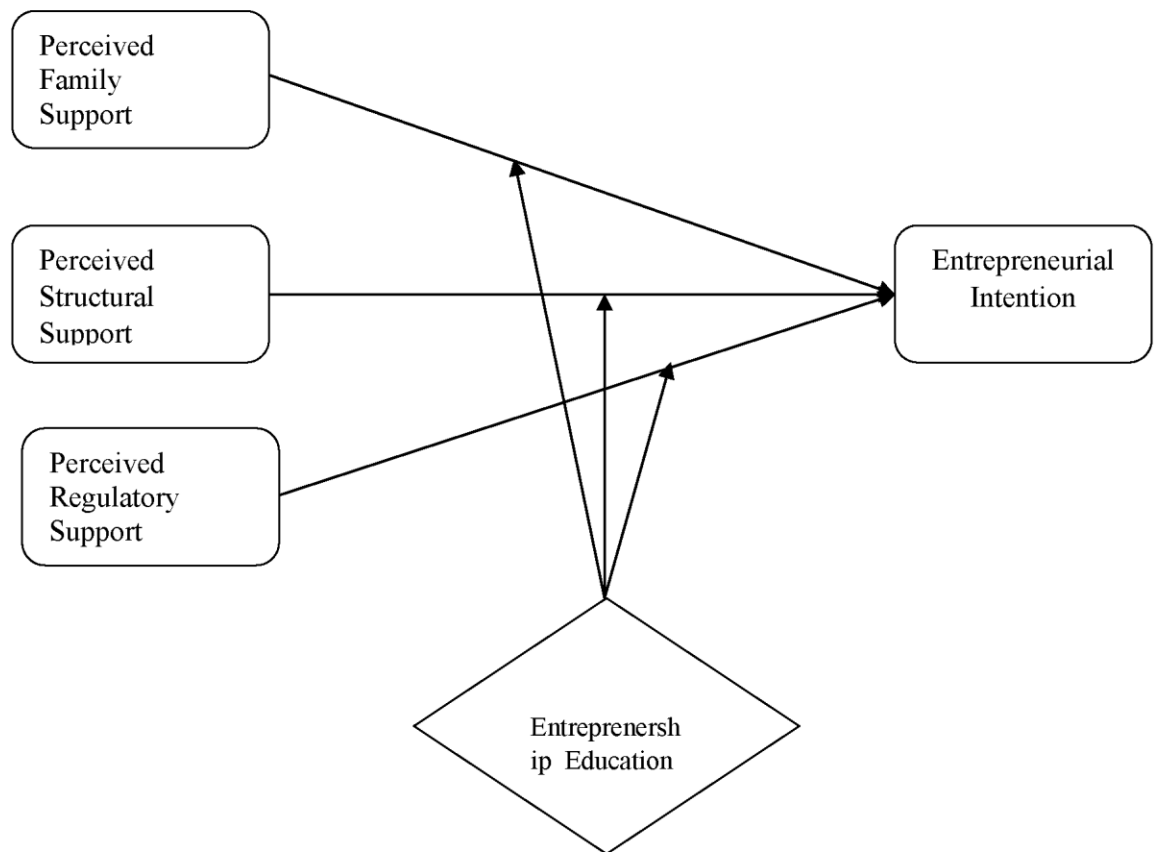 Perceived
Family
Support
Perceived
Structural
Support
Entrepreneurial
Intention
Perceived
Regulatory
Support
Entreprenersh
ip Education